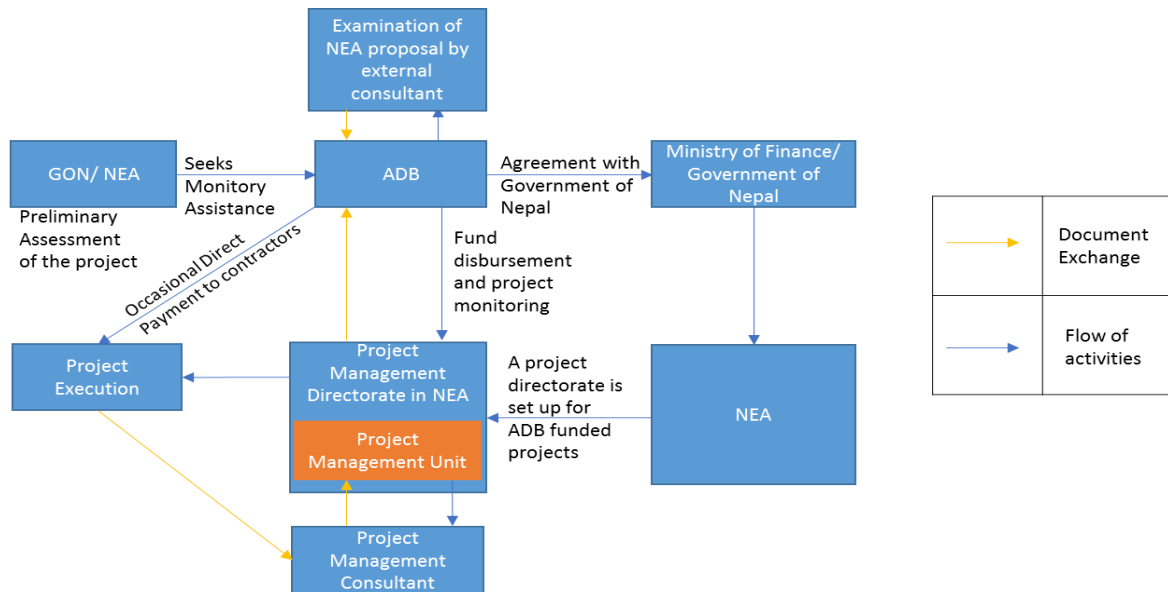 Examination of
NEA proposal by
external
consultant
GON/ NEA
Seeks
Monitory
Assistance
ADB
Agreement with
Government of
Nepal
Ministry of Finance/
Government of
Nepal
Preliminary
Assessment
of the project
Occasional Direct
Payment to contractors
Fund
disbursement
and project
monitoring
Document
Exchange
Flow of
activities
Project
Execution
Project
Management
Directorate in NEA
Project
Management Unit
A project
directorate is
set up for
ADB funded
projects
NEA
Project
Management
Consultant